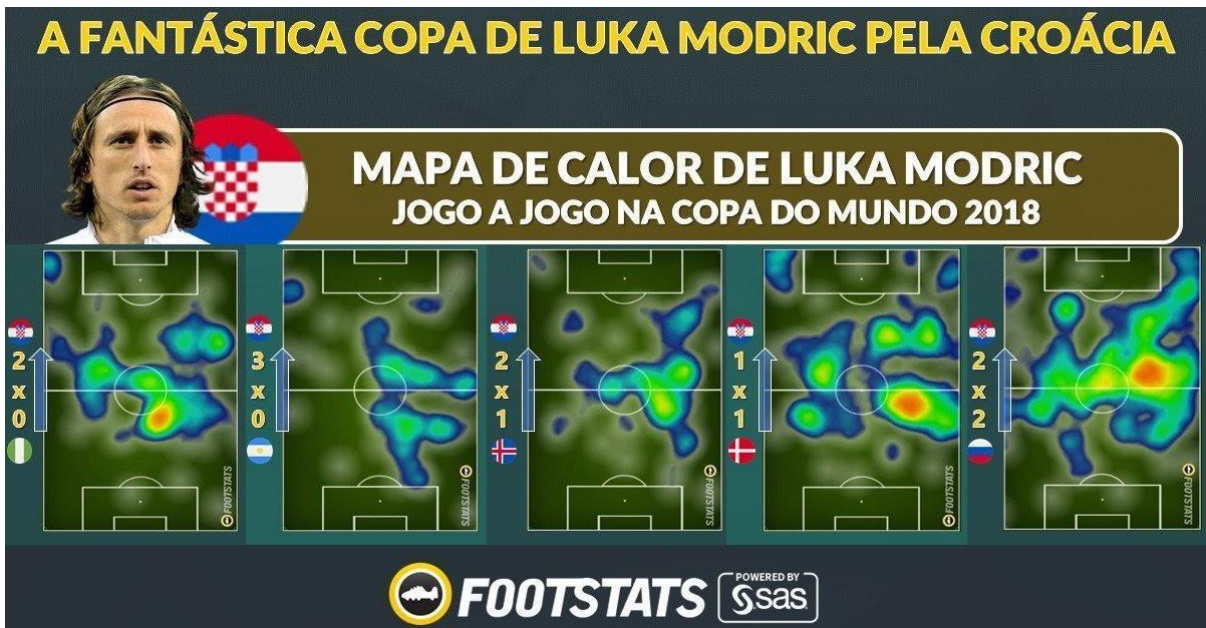 A FANTÁSTICA COPA DE LUKA MODRIC PELA CROÁCIA
MAPA DE CALOR DE LUKA MODRIC
JOGO A JOGO NA COPA DO MUNDO 2018
2
x
0
FOOTSTATS
3
x
0
FOOTSTATS
2
x
1
FOOTSTATS
1
x
1
FOOTSTATS
2
x
2
FOOTSTATS
FOOTSTATS
POWERED BY
sas